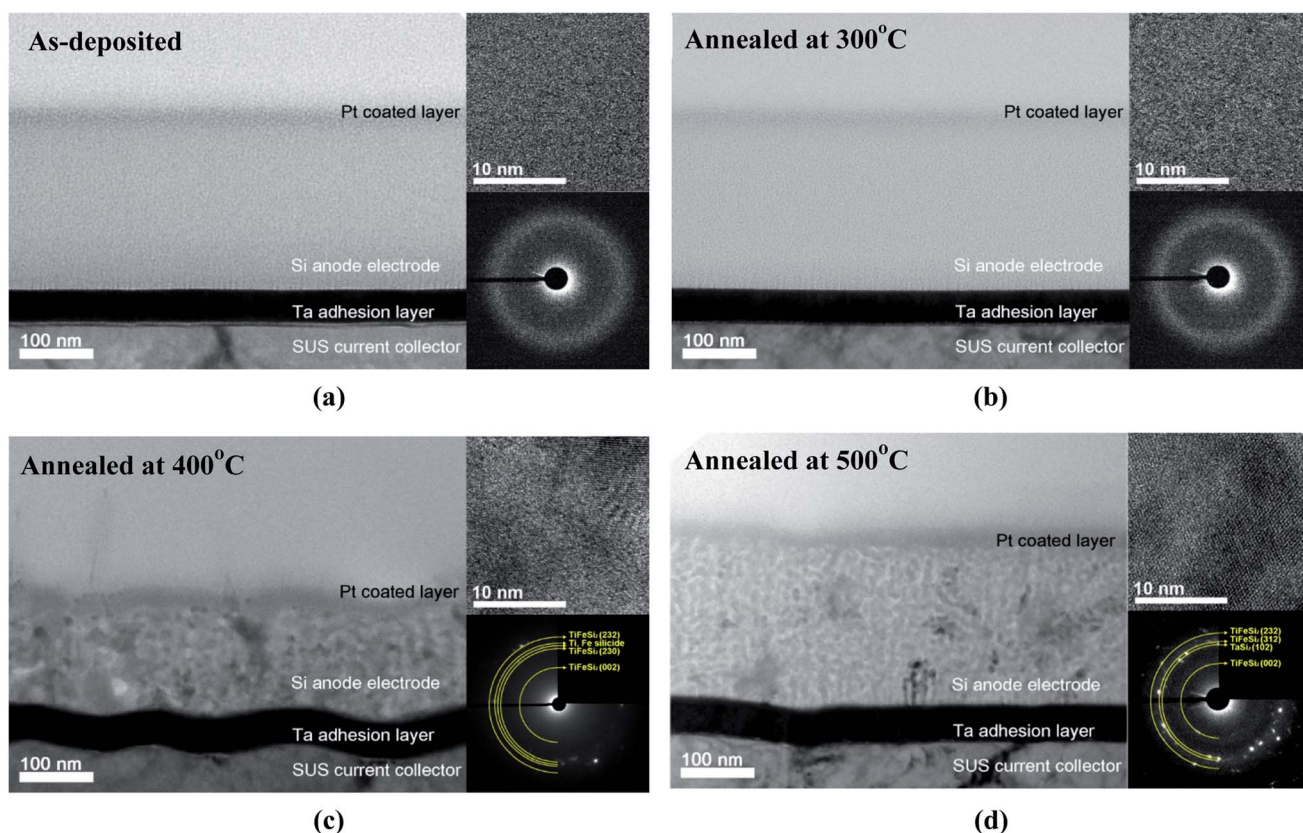 As-deposited
Pt coated layer
Si anode electrode
Ta adhesion layer
SUS current collector
100 nm
10 nm
(a)
Annealed at 300°C
Pt coated layer
Si anode electrode
Ta adhesion layer
SUS current collector
100 nm
10 nm
(b)
Annealed at 400°C
Pt coated layer
Si anode electrode
Ta adhesion layer
SUS current collector
100 nm
10 nm
TiFeSi₂ (232)
Ti, Fe silicide
TiFeSi₂ (230)
TiFeSi₂ (002)
(c)
Annealed at 500°C
Pt coated layer
Si anode electrode
Ta adhesion layer
SUS current collector
100 nm
10 nm
TiFeSi₂ (232)
TiFeSi₂ (312)
TaSi₂ (102)
TiFeSi₂ (002)
(d)